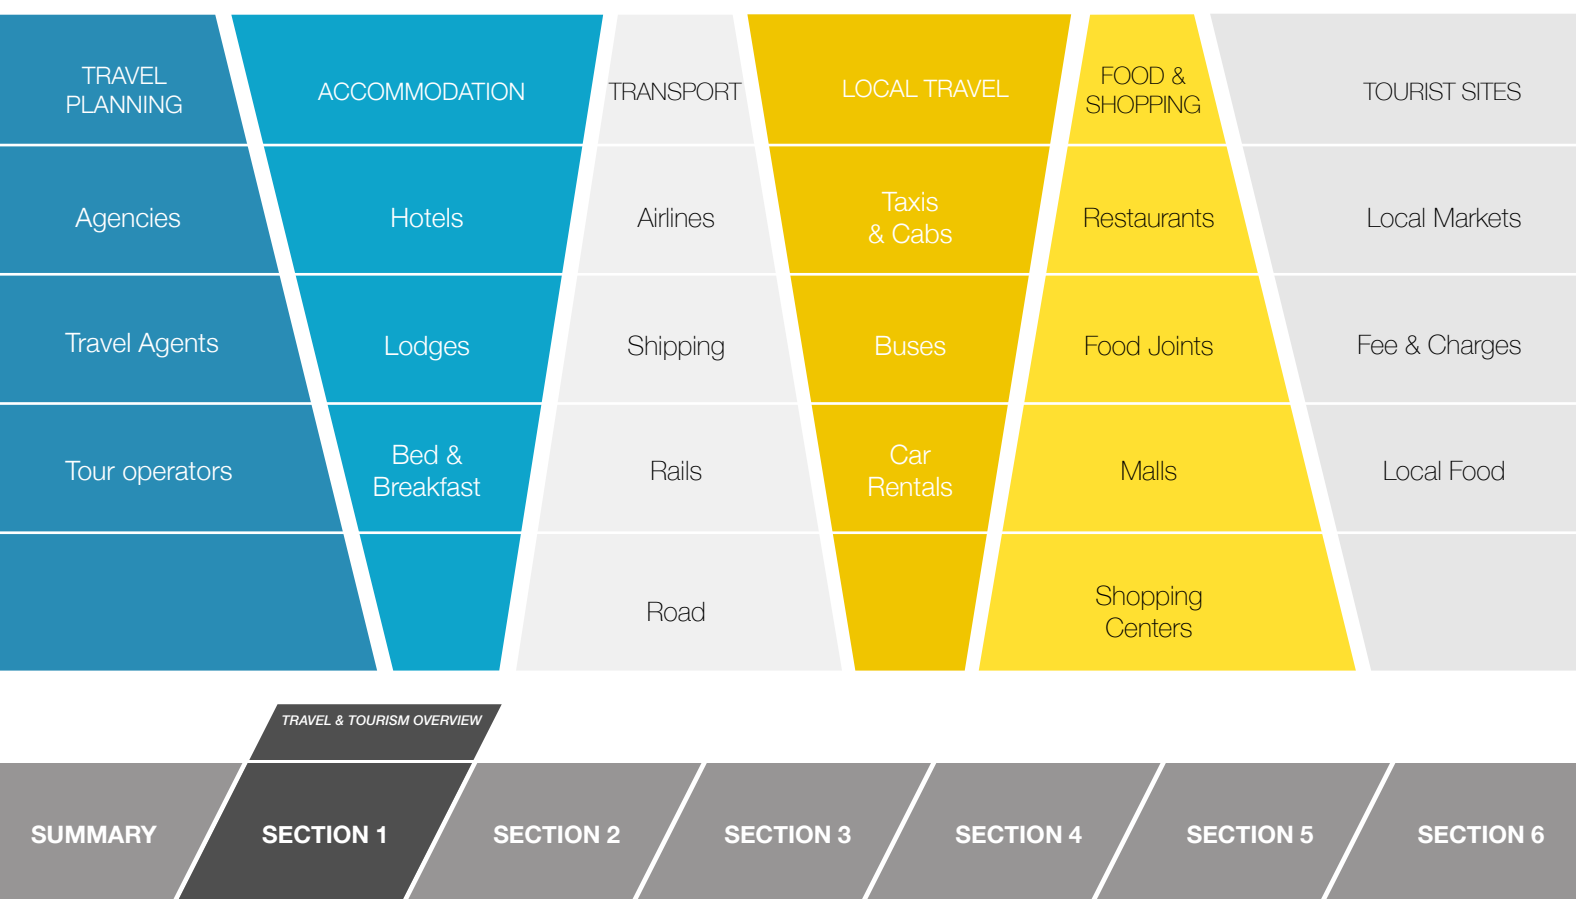 TRAVEL
PLANNING
ACCOMMODATION
TRANSPORT
LOCAL TRAVEL
FOOD &
SHOPPING
TOURIST SITES
Agencies
Hotels
Airlines
Taxis
& Cabs
Restaurants
Local Markets
Travel Agents
Lodges
Shipping
Buses
Food Joints
Fee & Charges
Tour operators
Bed &
Breakfast
Rails
Car
Rentals
Malls
Local Food
Road
Shopping
Centers
TRAVEL & TOURISM OVERVIEW
SUMMARY
SECTION 1
SECTION 2
SECTION 3
SECTION 4
SECTION 5
SECTION 6